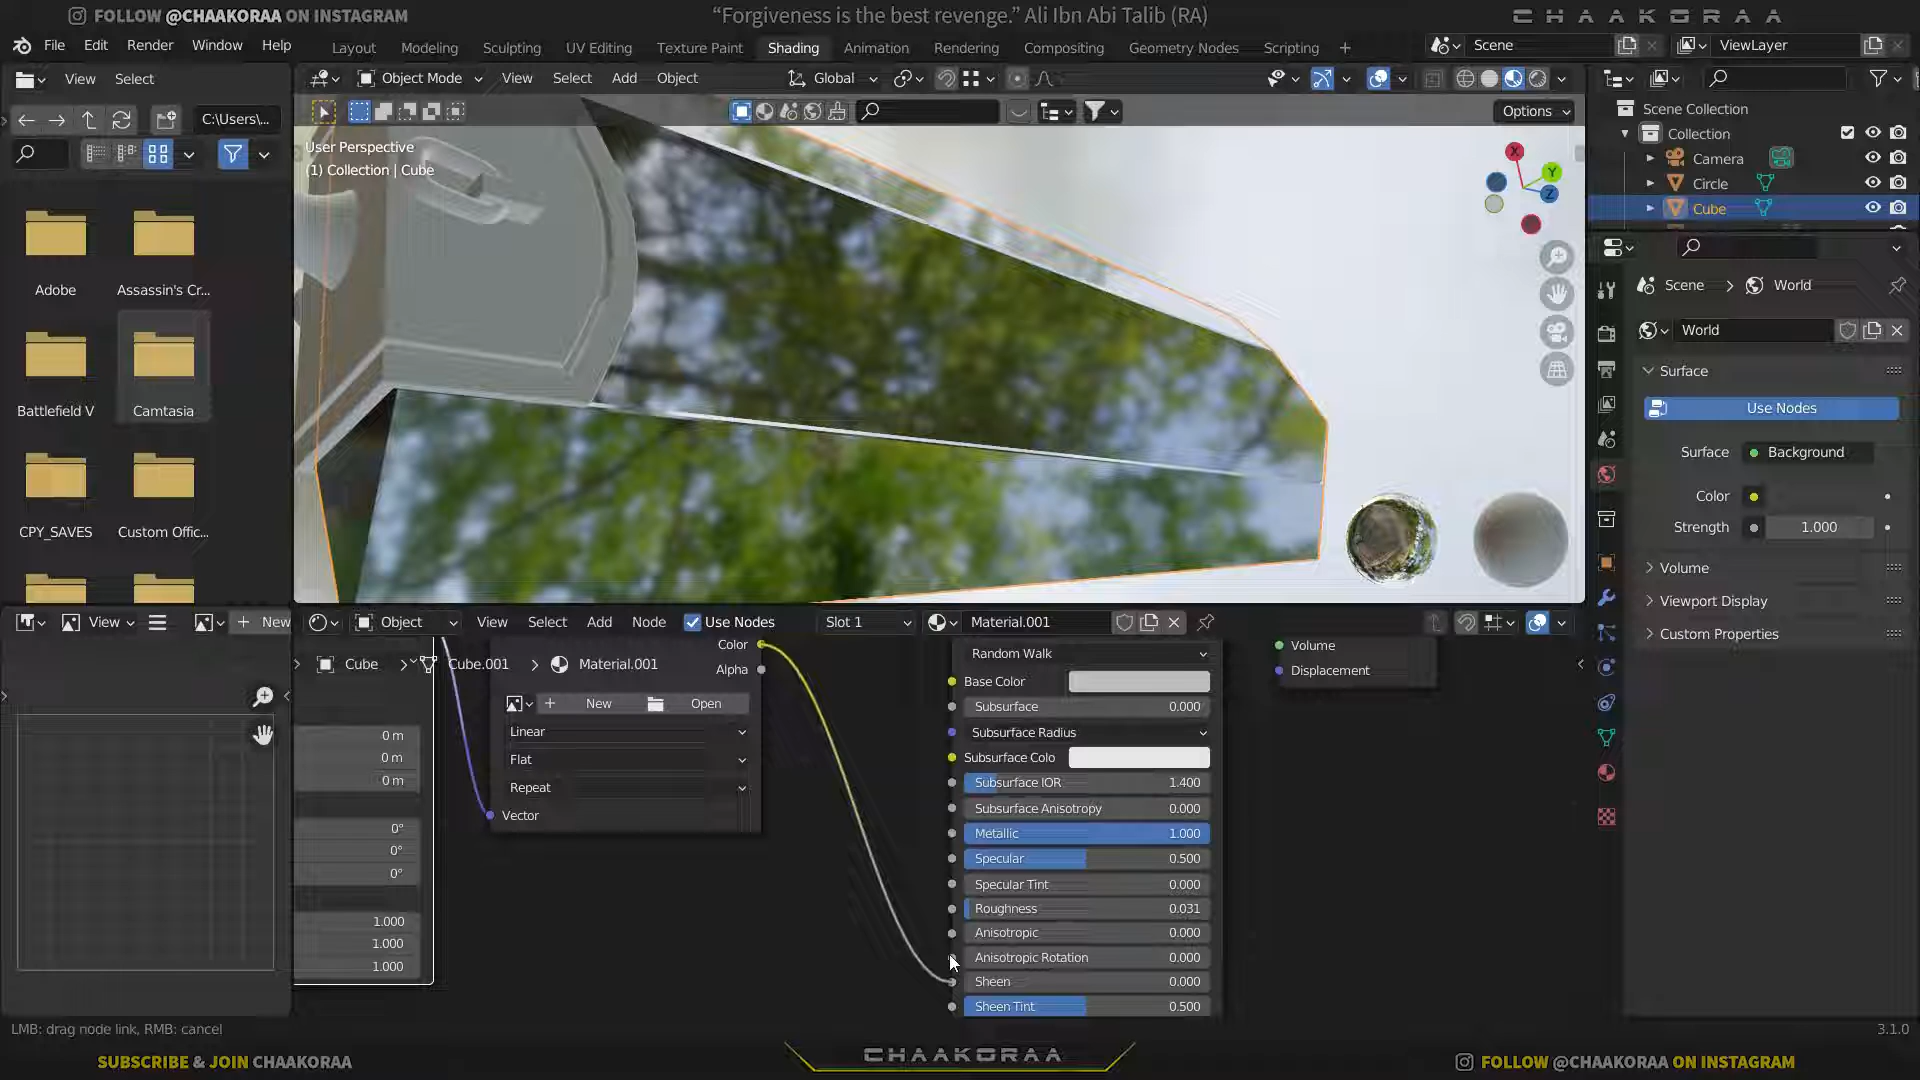 FOLLOW @CHAAKORAA ON INSTAGRAM
“Forgiveness is the best revenge.” Ali Ibn Abi Talib (RA)
CHAAKORAA
File Edit Render Window Help
Layout Modeling Sculpting UV Editing Texture Paint Shading Animation Rendering Compositing Geometry Nodes Scripting +
Scene
ViewLayer
View Select
Object Mode View Select Add Object
Global
C:\Users\...
Options
User Perspective
(1) Collection | Cube
X
Y
Z
Scene Collection
Collection
Camera
Circle
Cube
Adobe
Assassin's Cr...
Battlefield V
Camtasia
CPY_SAVES
Custom Offic...
Scene > World
World
Surface
Use Nodes
Surface Background
Color
Strength 1.000
Volume
Viewport Display
Custom Properties
View
+ New
Object View Select Add Node Use Nodes
Slot 1
Material.001
Cube > Cube.001 > Material.001
Color
Alpha
+ New Open
Linear
Flat
Repeat
Vector
0 m
0 m
0 m
0°
0°
0°
1.000
1.000
1.000
Random Walk
Base Color
Subsurface 0.000
Subsurface Radius
Subsurface Colo
Subsurface IOR 1.400
Subsurface Anisotropy 0.000
Metallic 1.000
Specular 0.500
Specular Tint 0.000
Roughness 0.031
Anisotropic 0.000
Anisotropic Rotation 0.000
Sheen 0.000
Sheen Tint 0.500
Volume
Displacement
LMB: drag node link, RMB: cancel
3.1.0
SUBSCRIBE & JOIN CHAAKORAA
CHAAKORAA
FOLLOW @CHAAKORAA ON INSTAGRAM